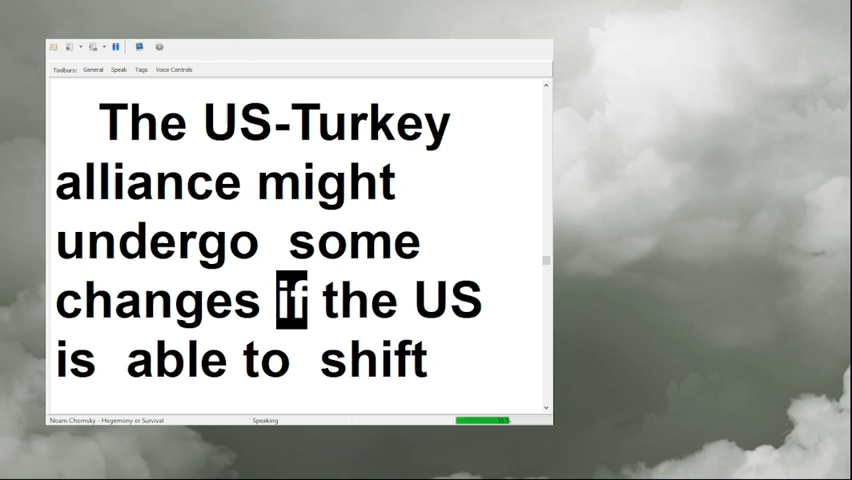 Toolbars: General Speak Tags Voice Controls
The US-Turkey
alliance might
undergo some
changes if the US
is able to shift
Noam Chomsky - Hegemony or Survival Speaking